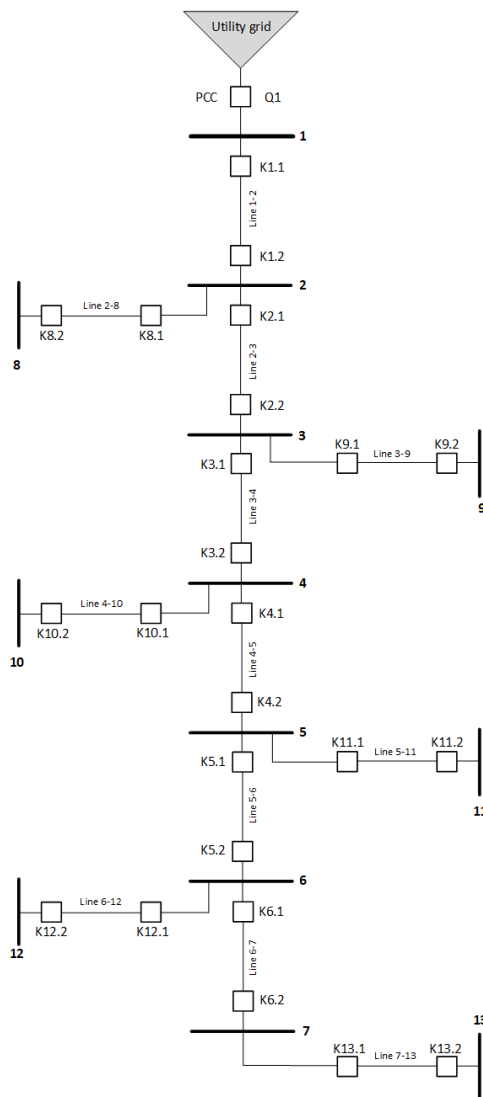 Utility grid
PCC Q1
1
K1.1
Line 1-2
K1.2
2
Line 2-8
K8.2 K8.1 K2.1
8
Line 2-3
K2.2
3
K9.1 K9.2
K3.1
Line 3-9
9
Line 3-4
K3.2
4
Line 4-10
K10.2 K10.1 K4.1
10
Line 4-5
K4.2
5
K11.1 K11.2
K5.1
Line 5-11
11
Line 5-6
K5.2
6
Line 6-12
K12.2 K12.1 K6.1
12
Line 6-7
K6.2
7
13
K13.1 K13.2
Line 7-13